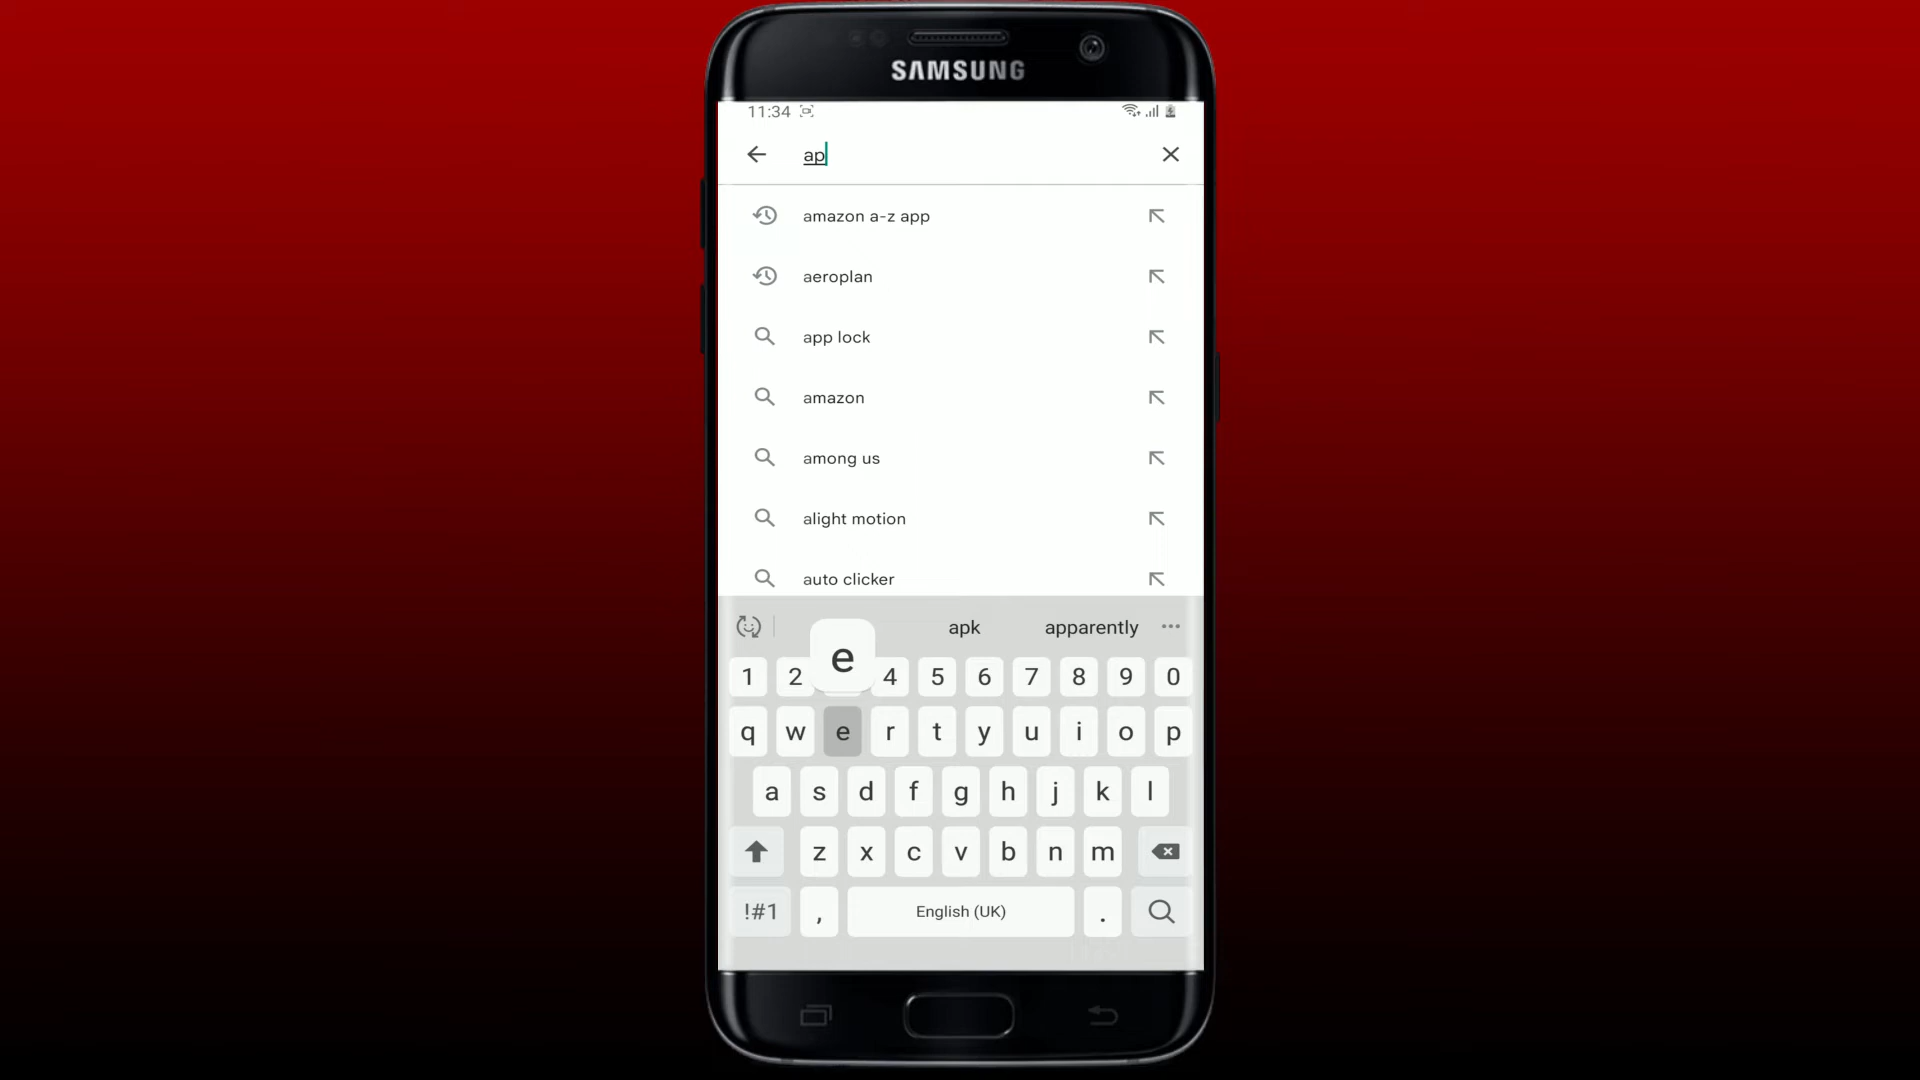 SAMSUNG
11:34
ap
amazon a-z app
aeroplan
app lock
amazon
among us
alight motion
auto clicker
apk apparently
e
1 2 4 5 6 7 8 9 0
q w e r t y u i o p
a s d f g h j k l
z x c v b n m
!#1 , English (UK) .